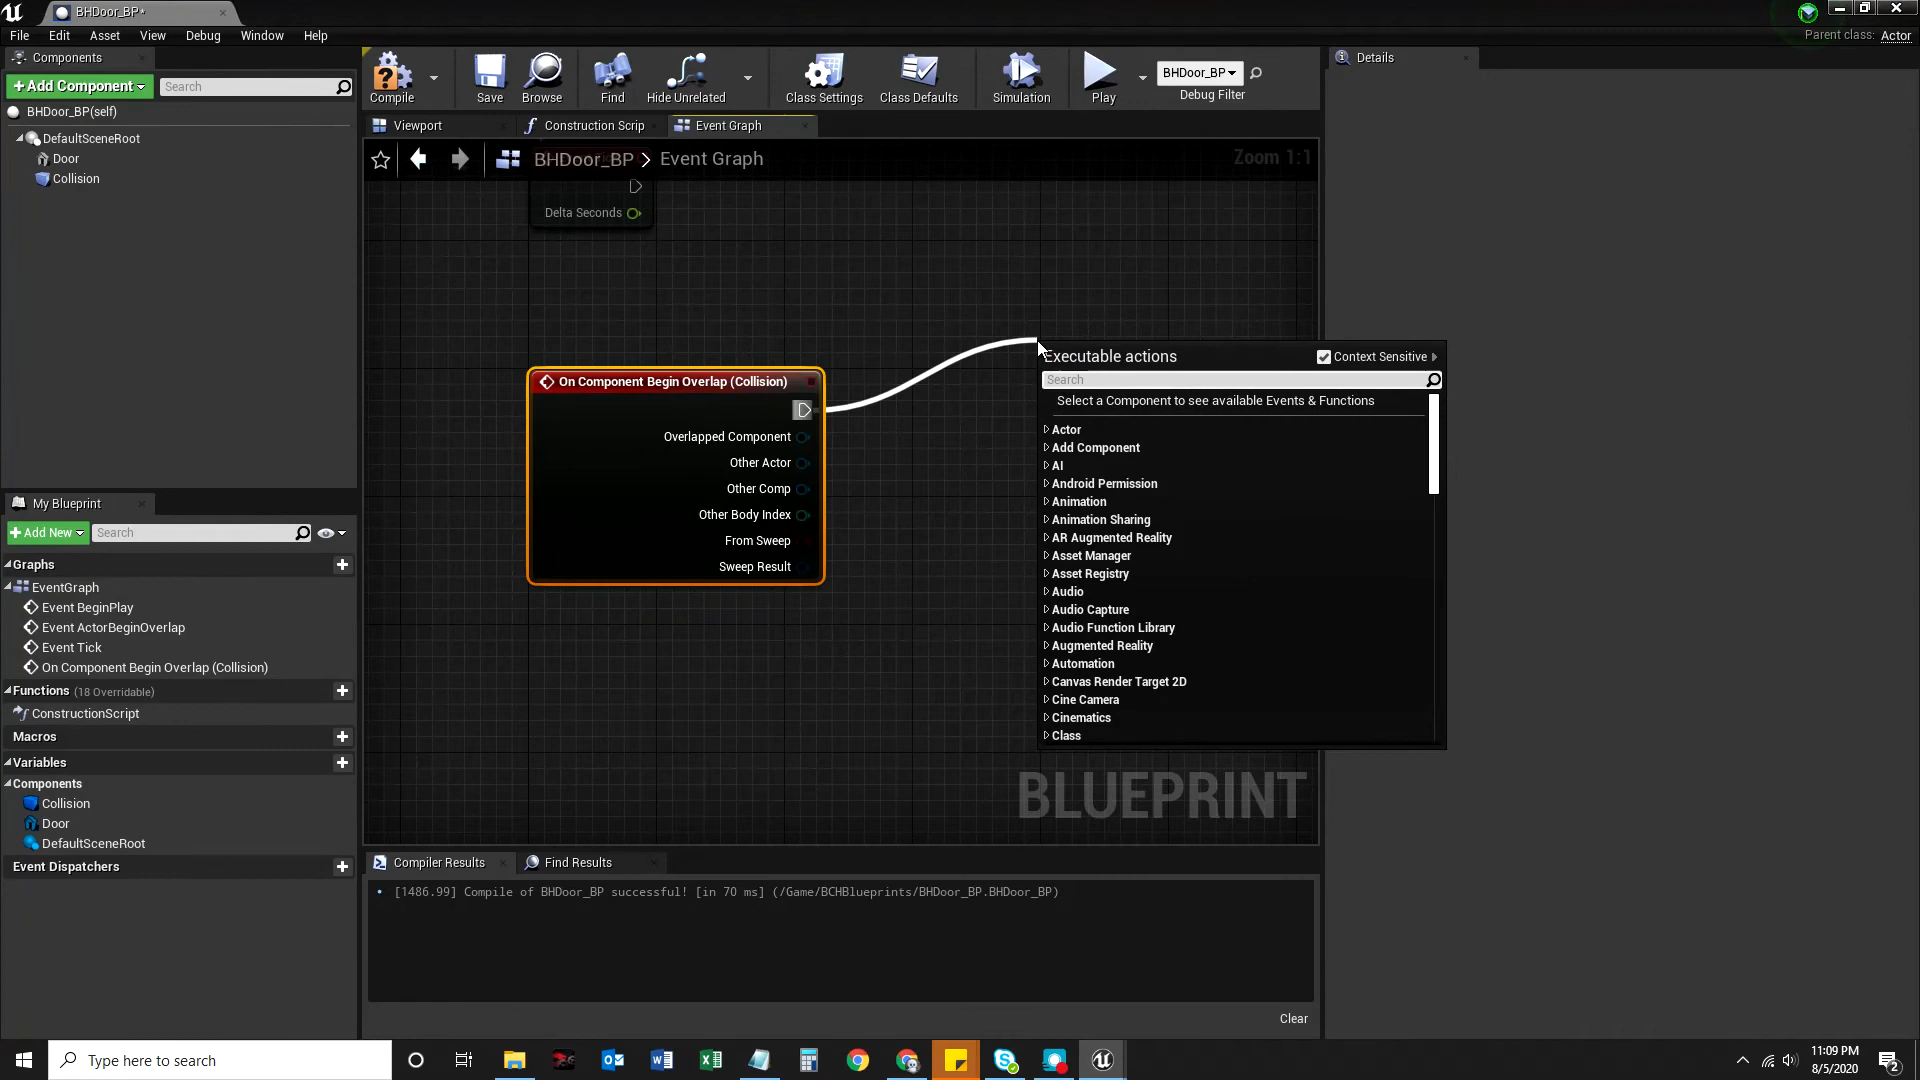 BHDoor_BP*
File Edit Asset View Debug Window Help
Parent class: Actor
Components
Add Component
Search
BHDoor_BP(self)
DefaultSceneRoot
Door
Collision
Compile
Save
Browse
Find
Hide Unrelated
Class Settings
Class Defaults
Simulation
Play
BHDoor_BP
Debug Filter
Details
Viewport
Construction Scrip
Event Graph
BHDoor_BP > Event Graph
Zoom 1:1
Delta Seconds
On Component Begin Overlap (Collision)
Overlapped Component
Other Actor
Other Comp
Other Body Index
From Sweep
Sweep Result
Executable actions
Context Sensitive
Search
Select a Component to see available Events & Functions
Actor
Add Component
AI
Android Permission
Animation
Animation Sharing
AR Augmented Reality
Asset Manager
Asset Registry
Audio
Audio Capture
Audio Function Library
Augmented Reality
Automation
Canvas Render Target 2D
Cine Camera
Cinematics
Class
BLUEPRINT
My Blueprint
Add New
Search
Graphs
EventGraph
Event BeginPlay
Event ActorBeginOverlap
Event Tick
On Component Begin Overlap (Collision)
Functions (18 Overridable)
ConstructionScript
Macros
Variables
Components
Collision
Door
DefaultSceneRoot
Event Dispatchers
Compiler Results
Find Results
[1486.99] Compile of BHDoor_BP successful! [in 70 ms] (/Game/BCHBlueprints/BHDoor_BP.BHDoor_BP)
Clear
Type here to search
11:09 PM
8/5/2020
2